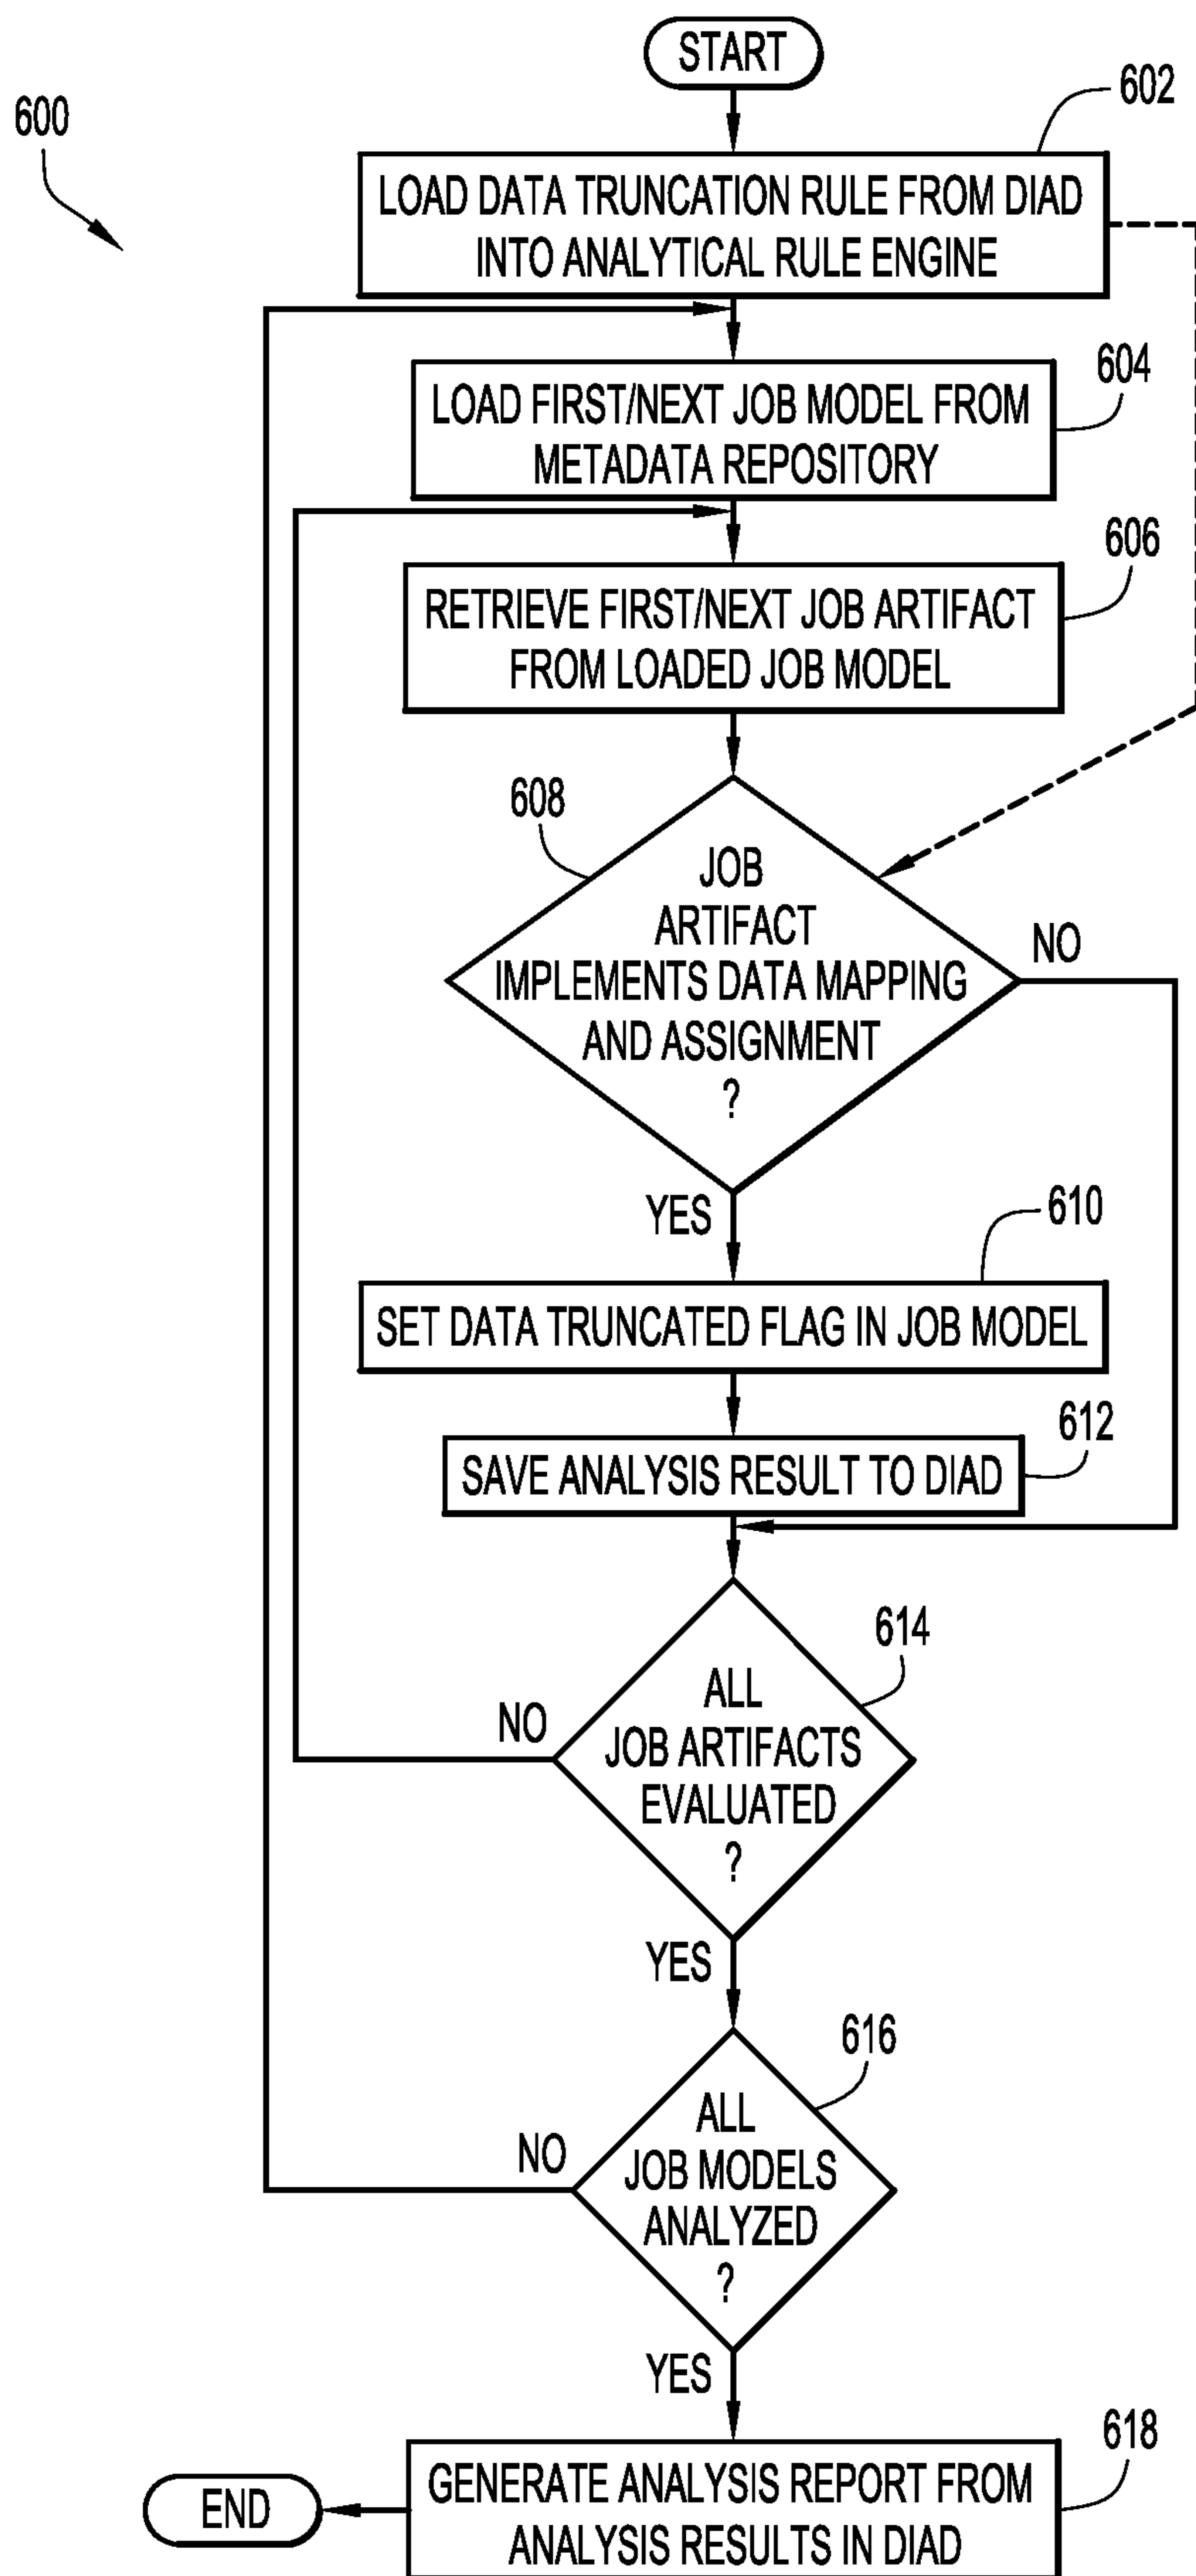 START
602
600
LOAD DATA TRUNCATION RULE FROM DIAD
INTO ANALYTICAL RULE ENGINE
604
LOAD FIRST/NEXT JOB MODEL FROM
METADATA REPOSITORY
606
RETRIEVE FIRST/NEXT JOB ARTIFACT
FROM LOADED JOB MODEL
608
JOB
ARTIFACT
IMPLEMENTS DATA MAPPING
AND ASSIGNMENT
?
NO
YES
610
SET DATA TRUNCATED FLAG IN JOB MODEL
612
SAVE ANALYSIS RESULT TO DIAD
614
ALL
JOB ARTIFACTS
EVALUATED
?
NO
YES
616
ALL
JOB MODELS
ANALYZED
?
NO
YES
618
GENERATE ANALYSIS REPORT FROM
ANALYSIS RESULTS IN DIAD
END